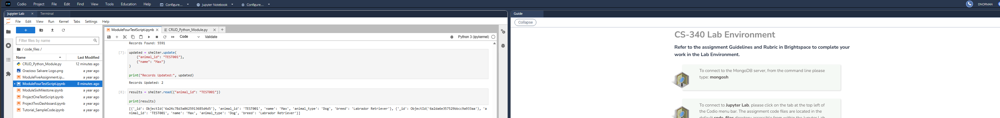 Codio Project File Edit Find View Tools Education Help Configure.... Jupyter Notebook Configure.... DNORMAN
Jupyter Lab Terminal
File Edit View Run Kernel Tabs Settings Help
Filter files by name
/ code_files /
Name Last Modified
CRUD_Python_Module.py 12 minutes ago
Grazioso Salvare Logo.png a year ago
ModuleFiveAssignment.ip... a year ago
ModuleFourTestScript.ipynb 8 minutes ago
ModuleSixMilestone.ipynb a year ago
ProjectOneTestScript.ipynb a year ago
ProjectTwoDashboard.ipynb a year ago
Tutorial_SampleCode.ipynb a year ago
ModuleFourTestScript.ipynb CRUD_Python_Module.py
Code Validate Python 3 (ipykernel)
Records Found: 5591
[7]: updated = shelter.update(
{"animal_id": "TEST001"},
{"name": "Max"}
)
print("Records Updated:", updated)
Records Updated: 2
[8]: results = shelter.read({"animal_id": "TEST001"})
print(results)
[{'_id': ObjectId('6a24c78d3a0625913685d4d5'), 'animal_id': 'TEST001', 'name': 'Max', 'animal_type': 'Dog', 'breed': 'Labrador Retriever'}, {'_id': ObjectId('6a2da6e357529bbcc9a933aa'), 'a
nimal_id': 'TEST001', 'name': 'Max', 'animal_type': 'Dog', 'breed': 'Labrador Retriever'}]
Guide
Collapse
CS-340 Lab Environment
Refer to the assignment Guidelines and Rubric in Brightspace to complete your
work in the Lab Environment.
To connect to the MongoDB server, from the command line please
type: mongosh
To connect to Jupyter Lab, please click on the tab at the top left of
the Codio menu bar. The assignment code files are located in the
default code_files directory accessible from within the Jupyter Lab